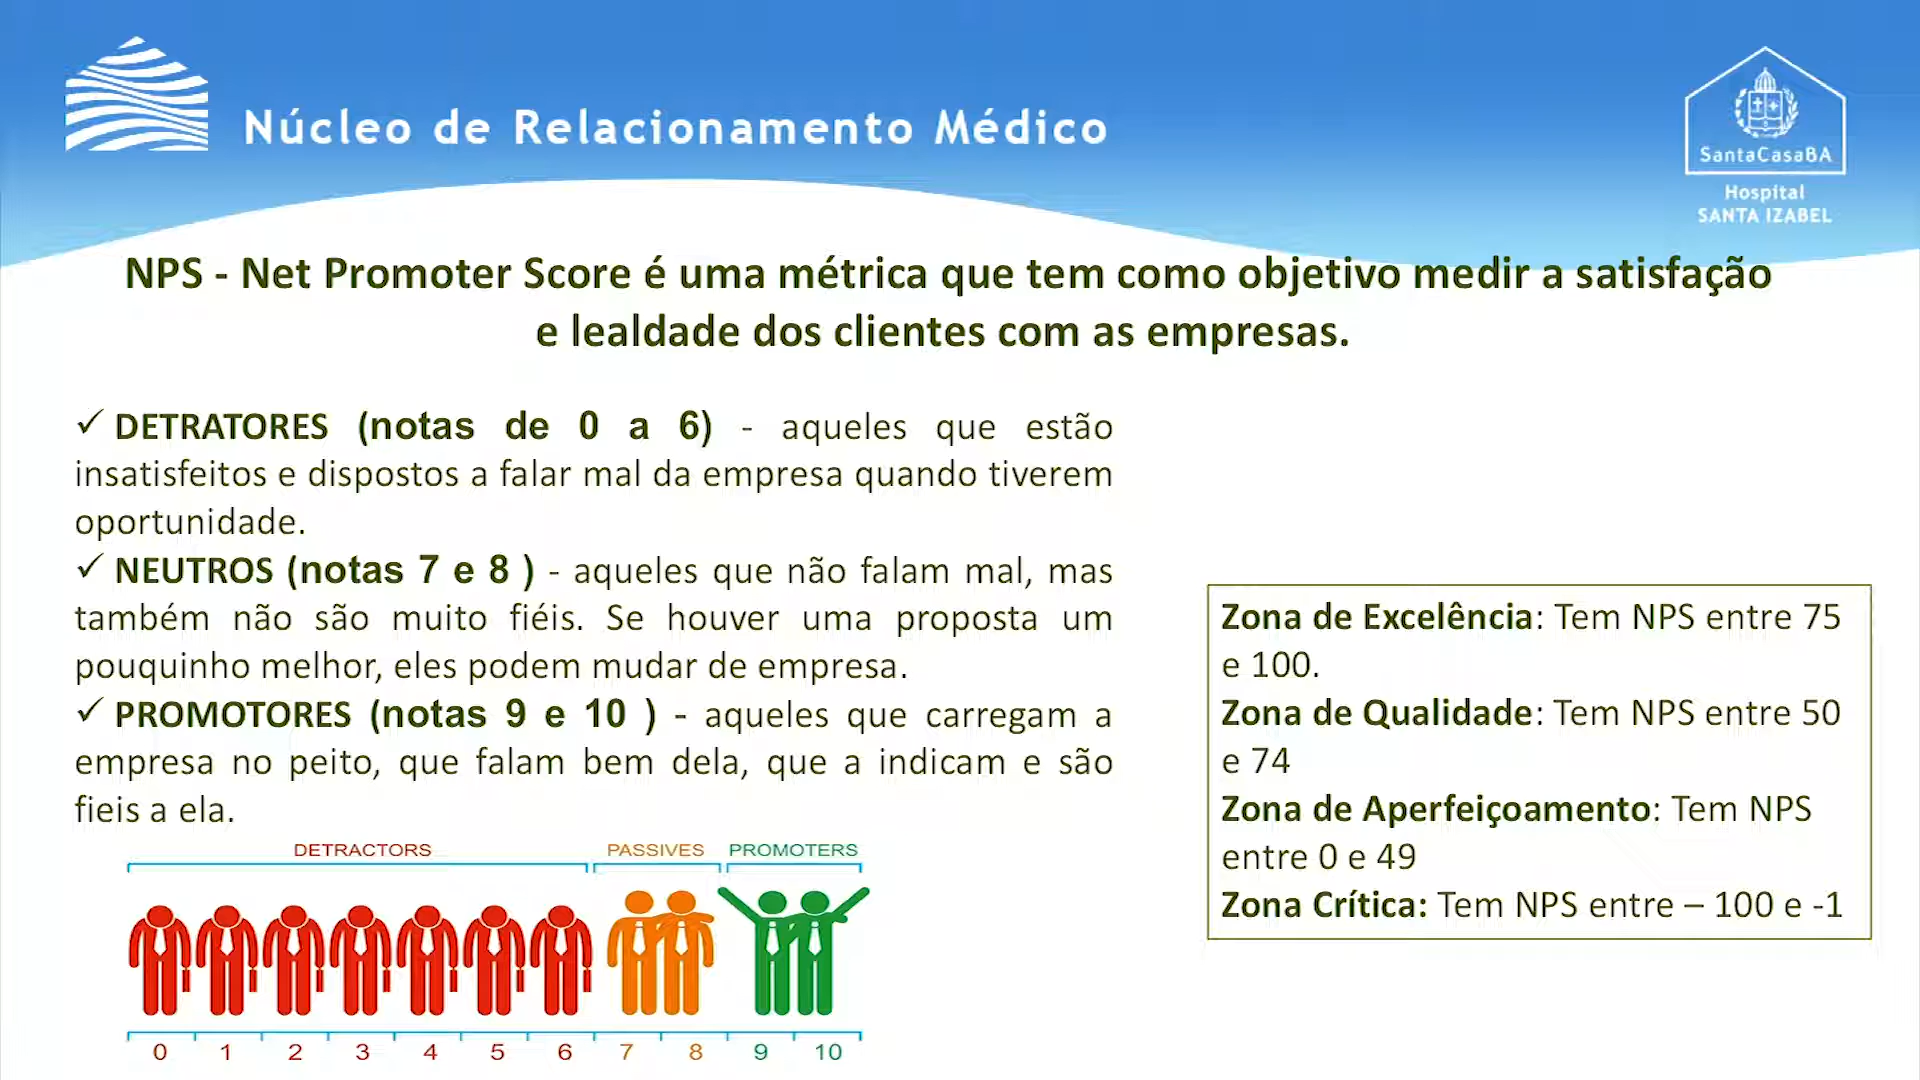 Núcleo de Relacionamento Médico
SantaCasaBA
Hospital
SANTA IZABEL
NPS - Net Promoter Score é uma métrica que tem como objetivo medir a satisfação
e lealdade dos clientes com as empresas.
✓ DETRATORES (notas de 0 a 6) - aqueles que estão
insatisfeitos e dispostos a falar mal da empresa quando tiverem
oportunidade.
✓ NEUTROS (notas 7 e 8 ) - aqueles que não falam mal, mas
também não são muito fiéis. Se houver uma proposta um
pouquinho melhor, eles podem mudar de empresa.
✓ PROMOTORES (notas 9 e 10 ) - aqueles que carregam a
empresa no peito, que falam bem dela, que a indicam e são
fieis a ela.
Zona de Excelência: Tem NPS entre 75
e 100.
Zona de Qualidade: Tem NPS entre 50
e 74
Zona de Aperfeiçoamento: Tem NPS
entre 0 e 49
Zona Crítica: Tem NPS entre – 100 e -1
DETRACTORS PASSIVES PROMOTERS
0 1 2 3 4 5 6 7 8 9 10